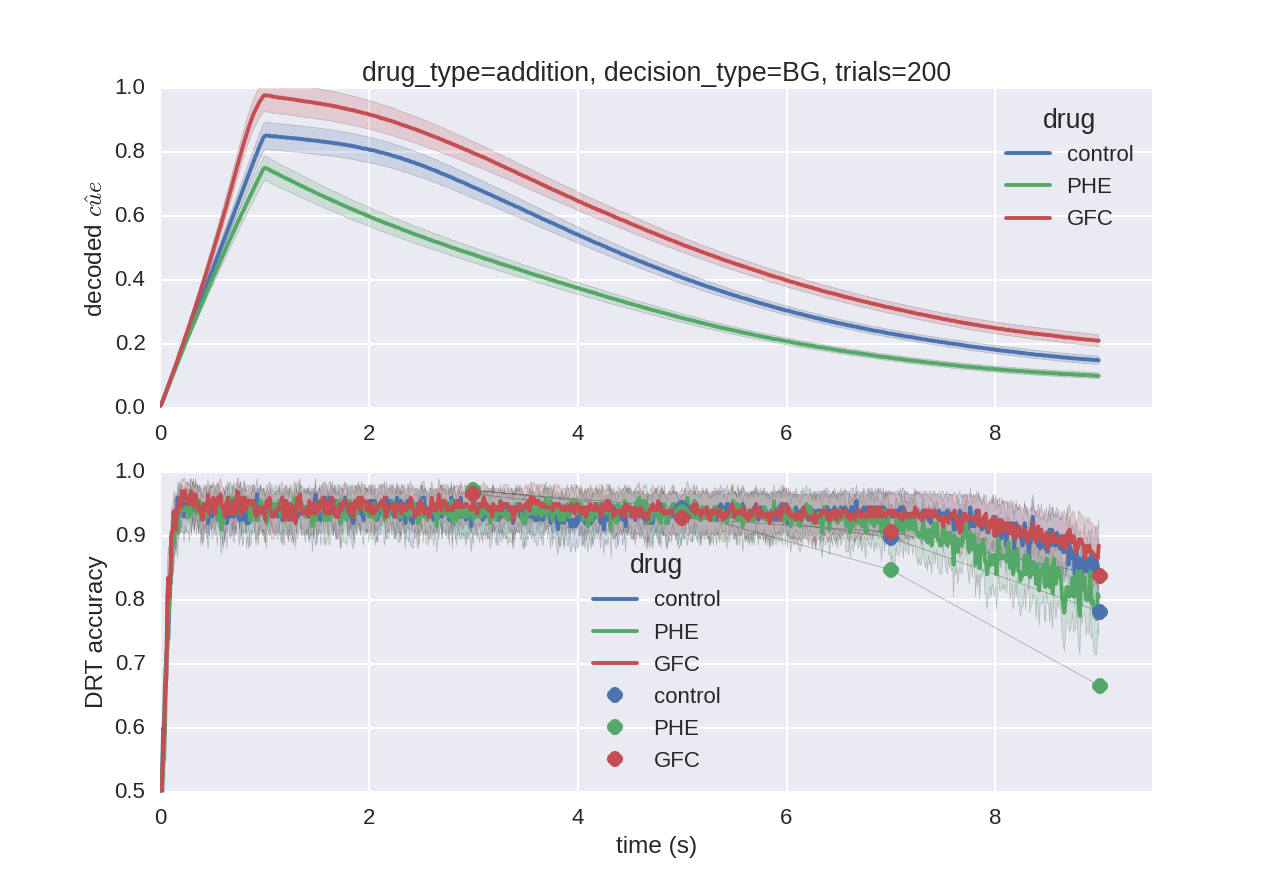 drug_type=addition, decision_type=BG, trials=200
1.0
0.8
0.6
0.4
0.2
0.0
decoded cûe
drug
control
PHE
GFC
0 2 4 6 8
1.0
0.9
0.8
0.7
0.6
0.5
DRT accuracy
drug
control
PHE
GFC
control
PHE
GFC
0 2 4 6 8
time (s)